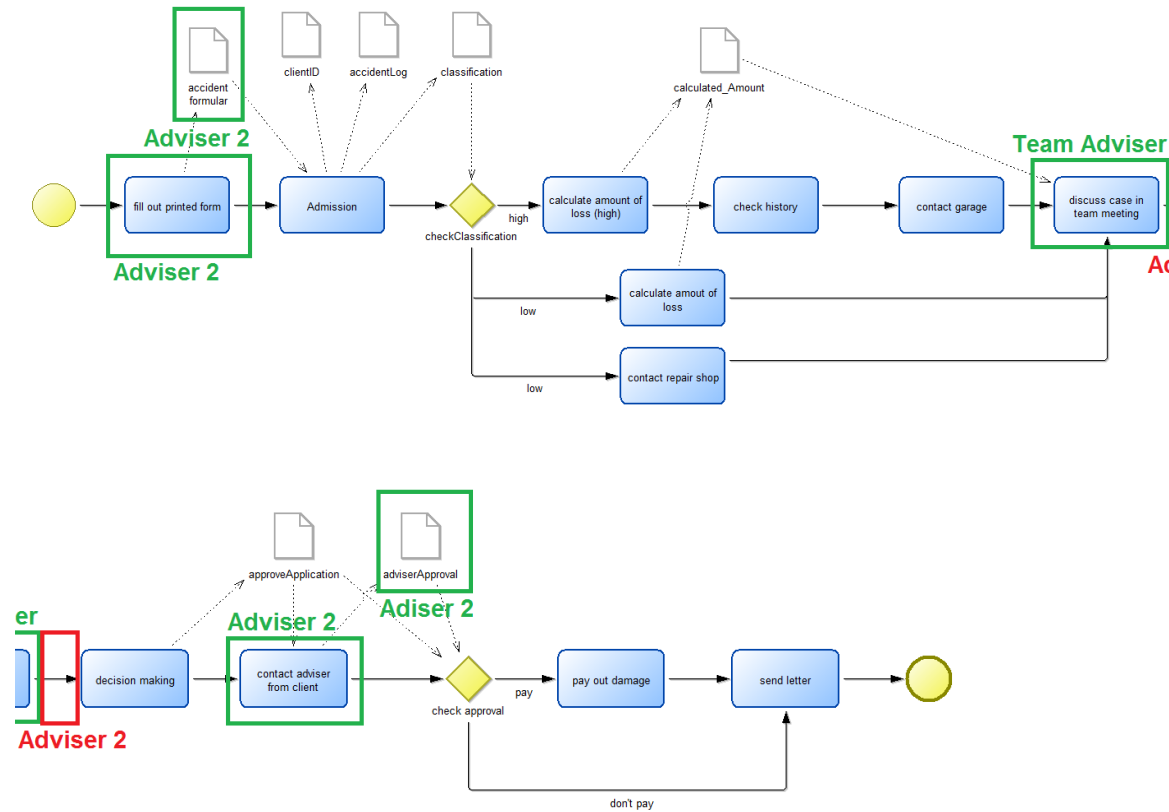 accident
formular
clientID
accidentLog
classification
calculated_Amount
Adviser 2
Team Adviser
fill out printed form
Admission
checkClassification
high
calculate amount of
loss (high)
check history
contact garage
discuss case in
team meeting
Adviser 2
Ad
low
calculate amout of
loss
low
contact repair shop
approveApplication
adviserApproval
er
Adviser 2
Adiser 2
decision making
contact adviser
from client
check approval
pay
pay out damage
send letter
Adviser 2
don't pay